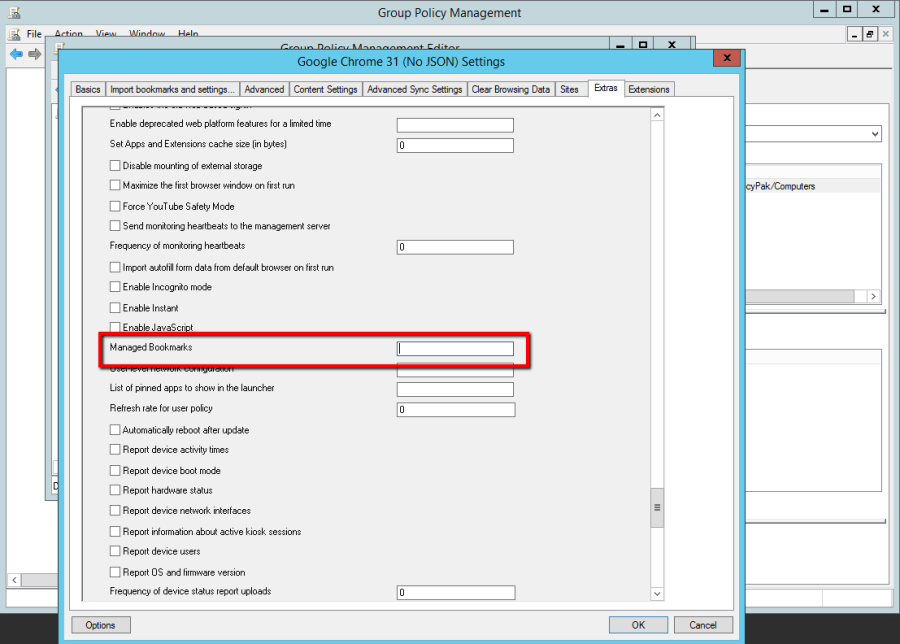 Group Policy Management
File Action View Window Help
Group Policy Management Editor
Google Chrome 31 (No JSON) Settings
Basics Import bookmarks and settings... Advanced Content Settings Advanced Sync Settings Clear Browsing Data Sites Extras Extensions
Enable deprecated web platform features for a limited time
Set Apps and Extensions cache size (in bytes) 0
Disable mounting of external storage
Maximize the first browser window on first run
cyPak/Computers
Force YouTube Safety Mode
Send monitoring heartbeats to the management server
Frequency of monitoring heartbeats 0
Import autofill form data from default browser on first run
Enable Incognito mode
Enable Instant
Enable JavaScript
Managed Bookmarks
User-level network configuration
List of pinned apps to show in the launcher
Refresh rate for user policy 0
Automatically reboot after update
Report device activity times
Report device boot mode
Report hardware status
Report device network interfaces
Report information about active kiosk sessions
Report device users
Report OS and firmware version
Frequency of device status report uploads 0
Options OK Cancel